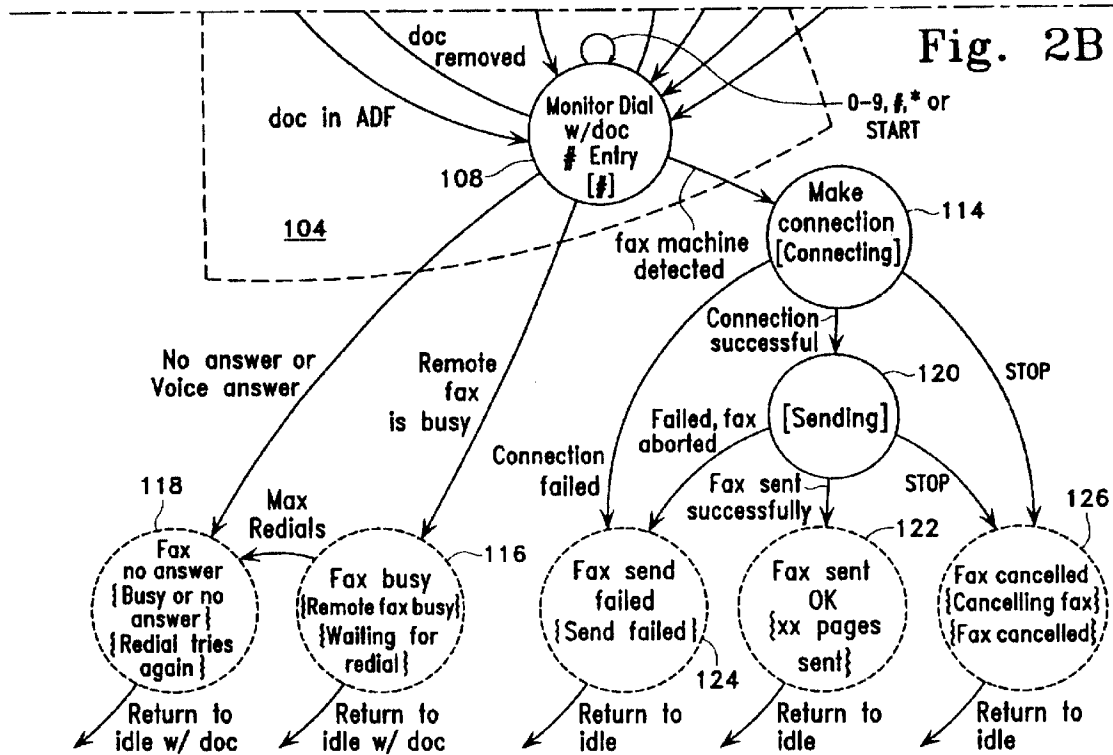 Fig. 2B
doc
removed
doc in ADF
Monitor Dial
w/doc
# Entry
[#]
0-9, #,* or
START
108
104
fax machine
detected
Make
connection
[Connecting]
114
No answer or
Voice answer
Remote
fax
is busy
Connection
successful
120
[Sending]
STOP
Failed, fax
aborted
Connection
failed
Fax sent
successfully
STOP
118
Max
Redials
116
122
126
Fax
no answer
{Busy or no
answer}
{Redial tries
again}
Fax busy
{Remote fax busy}
{Waiting for
redial}
Fax send
failed
{Send failed}
124
Fax sent
OK
{xx pages
sent}
Fax cancelled
{Cancelling fax}
{Fax cancelled}
Return to
idle w/ doc
Return to
idle w/ doc
Return to
idle
Return to
idle
Return to
idle